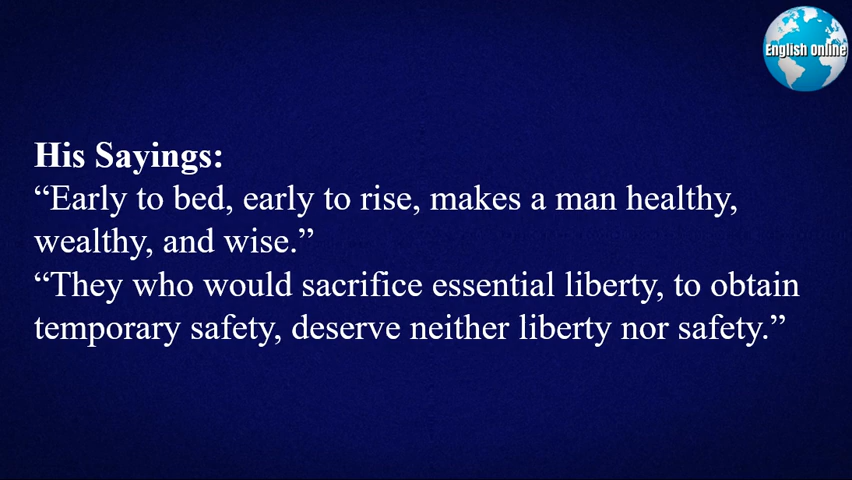 English Online
His Sayings:
“Early to bed, early to rise, makes a man healthy,
wealthy, and wise.”
“They who would sacrifice essential liberty, to obtain
temporary safety, deserve neither liberty nor safety.”